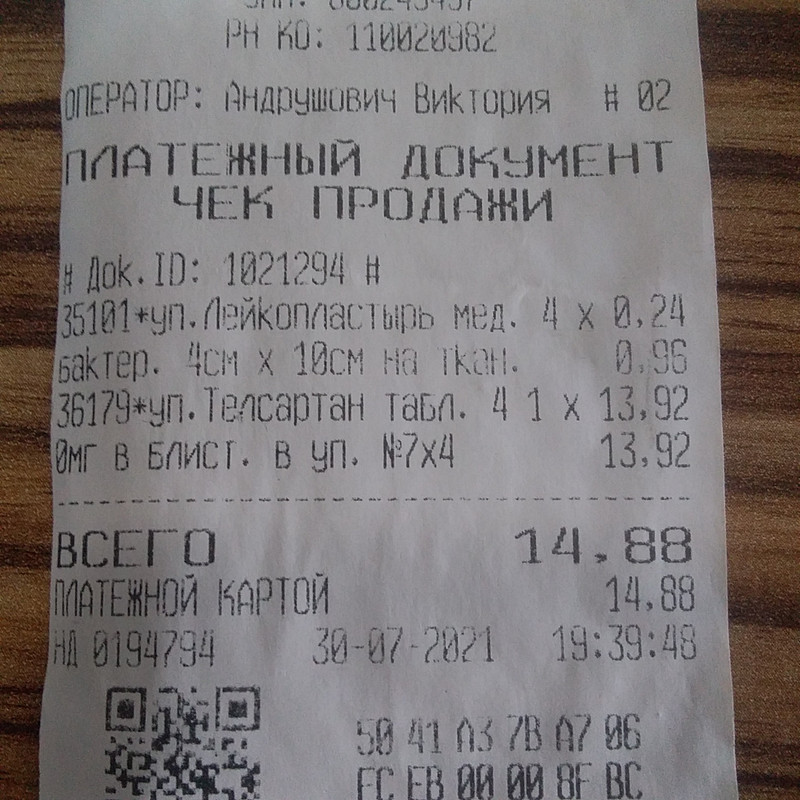 РН КО: 110020982
ОПЕРАТОР: Андрушович Виктория # 02
ПЛАТЕЖНЫЙ ДОКУМЕНТ
ЧЕК ПРОДАЖИ
# Док.ID: 1021294 #
35101*уп.Лейкопластырь мед. 4 x 0,24
бактер. 4см x 10см на ткан. 0,96
36179*уп.Телсартан табл. 4 1 x 13,92
0мг в блист. в уп. №7x4 13,92
ВСЕГО 14,88
ПЛАТЕЖНОЙ КАРТОЙ 14,88
НД 0194794 30-07-2021 19:39:48
50 41 A3 7B A7 06
EC EB 00 00 8F BC